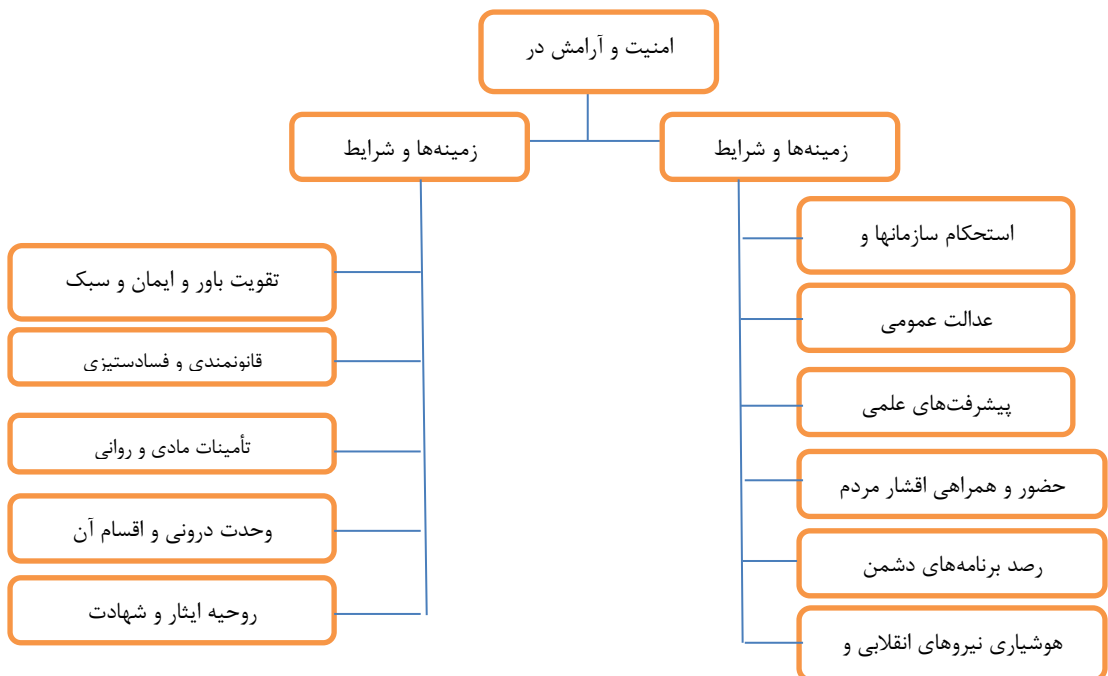 امنیت و آرامش در
زمینه‌ها و شرایط
زمینه‌ها و شرایط
استحکام سازمانها و
عدالت عمومی
پیشرفت‌های علمی
حضور و همراهی اقشار مردم
رصد برنامه‌های دشمن
هوشیاری نیروهای انقلابی و
تقویت باور و ایمان و سبک
قانونمندی و فسادستیزی
تأمینات مادی و روانی
وحدت درونی و اقسام آن
روحیه ایثار و شهادت